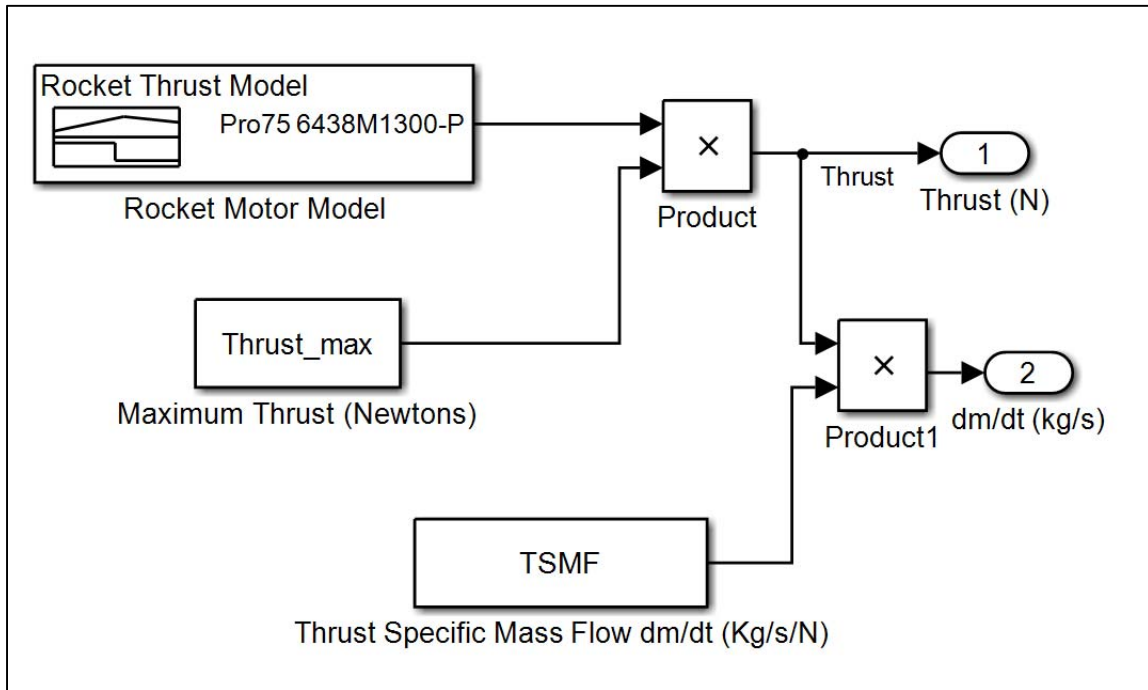 Rocket Thrust Model
Pro75 6438M1300-P
Rocket Motor Model
×
Product
Thrust
1
Thrust (N)
Thrust_max
Maximum Thrust (Newtons)
×
Product1
2
dm/dt (kg/s)
TSMF
Thrust Specific Mass Flow dm/dt (Kg/s/N)